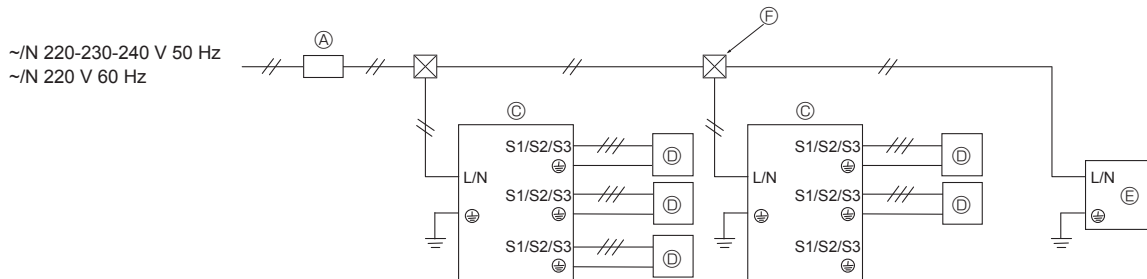 ~/N 220-230-240 V 50 Hz
~/N 220 V 60 Hz
Ⓐ
Ⓕ
Ⓒ
S1/S2/S3
Ⓓ
L/N
S1/S2/S3
Ⓓ
S1/S2/S3
Ⓓ
Ⓒ
S1/S2/S3
Ⓓ
L/N
S1/S2/S3
Ⓓ
S1/S2/S3
L/N
Ⓔ